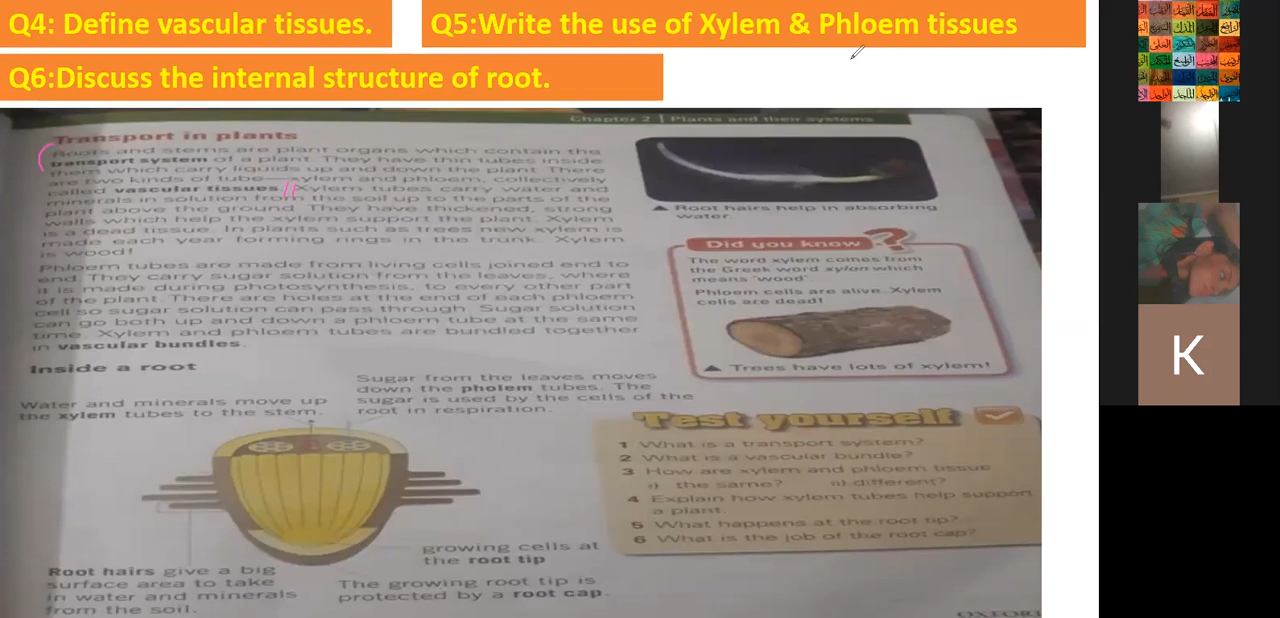 Q4: Define vascular tissues.
Q5:Write the use of Xylem & Phloem tissues
Q6:Discuss the internal structure of root.
Chapter 2 | Plants and their systems
Transport in plants
Roots and stems are plant organs which contain the
transport system of a plant. They have thin tubes inside
them which carry liquids up and down the plant. There
are two kinds of tube—xylem and phloem, collectively
called vascular tissues. Xylem tubes carry water and
minerals in solution from the soil up to the parts of the
plant above the ground. They have thickened, strong
walls which help the xylem support the plant. Xylem
is a dead tissue. In plants such as trees new xylem is
made each year forming rings in the trunk. Xylem
is wood!
Phloem tubes are made from living cells joined end to
end. They carry sugar solution from the leaves, where
it is made during photosynthesis, to every other part
of the plant. There are holes at the end of each phloem
cell so sugar solution can pass through. Sugar solution
can go both up and down a phloem tube at the same
time. Xylem and phloem tubes are bundled together
in vascular bundles.
▲ Root hairs help in absorbing
water.
Did you know ?
The word xylem comes from
the Greek word xylon which
means 'wood'.
Phloem cells are alive. Xylem
cells are dead!
▲ Trees have lots of xylem!
Inside a root
Water and minerals move up
the xylem tubes to the stem.
Sugar from the leaves moves
down the pholem tubes. The
sugar is used by the cells of the
root in respiration.
growing cells at
the root tip
Root hairs give a big
surface area to take
in water and minerals
from the soil.
The growing root tip is
protected by a root cap.
Test yourself
1 What is a transport system?
2 What is a vascular bundle?
3 How are xylem and phloem tissue
i) the same? ii) different?
4 Explain how xylem tubes help support
a plant.
5 What happens at the root tip?
6 What is the job of the root cap?
K